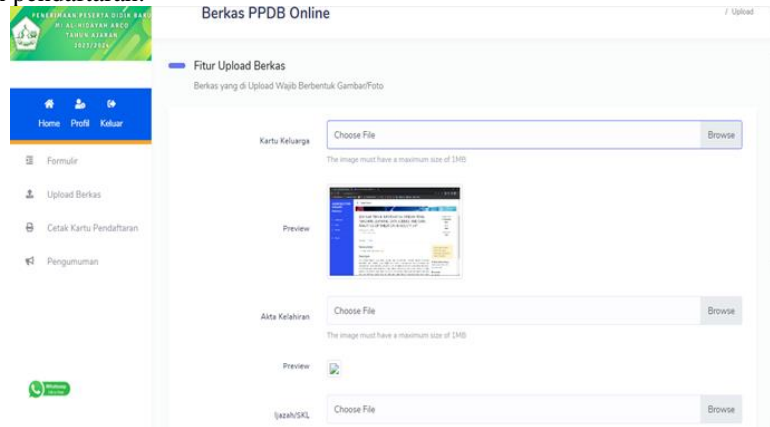 pendaftaran.
PENERIMAAN PESERTA DIDIK BARU
MI AL-HIDAYAH ARCO
TAHUN AJARAN
2023/2024
Berkas PPDB Online
/ Upload
Fitur Upload Berkas
Berkas yang di Upload Wajib Berbentuk Gambar/Foto
Home Profil Keluar
Formulir
Upload Berkas
Cetak Kartu Pendaftaran
Pengumuman
Whatsapp
Kartu Keluarga Choose File Browse
The image must have a maximum size of 1MB
Preview
Akta Kelahiran Choose File Browse
The image must have a maximum size of 1MB
Preview
Ijazah/SKL Choose File Browse